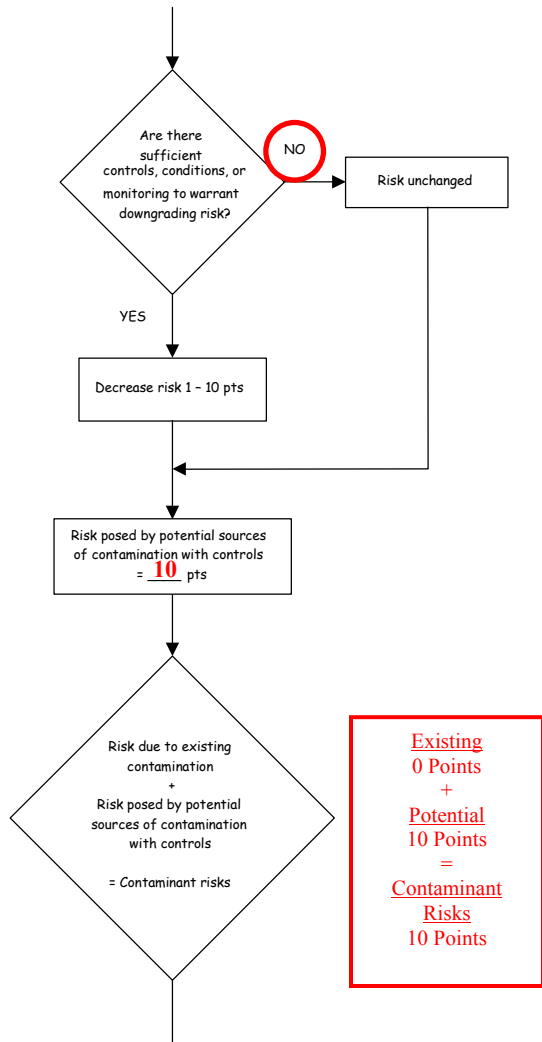 Are there
sufficient
controls, conditions, or
monitoring to warrant
downgrading risk?
NO
Risk unchanged
YES
Decrease risk 1 – 10 pts
Risk posed by potential sources
of contamination with controls
= 10 pts
Risk due to existing
contamination
+
Risk posed by potential
sources of contamination
with controls
= Contaminant risks
Existing
0 Points
+
Potential
10 Points
=
Contaminant
Risks
10 Points